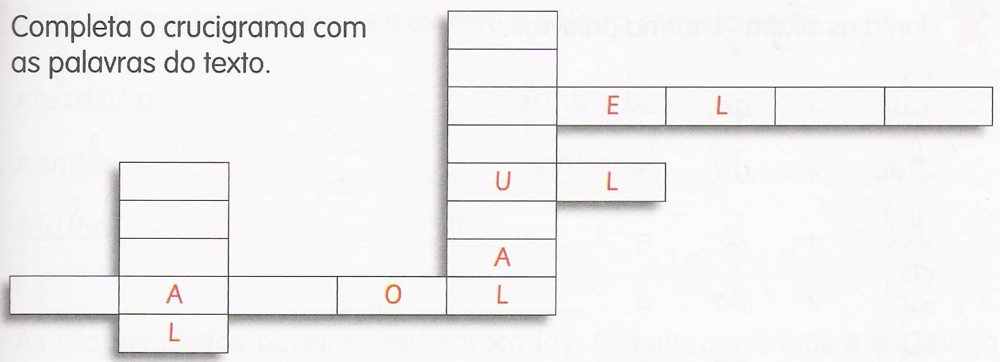 Completa o crucigrama com
as palavras do texto.
E L
U L
A
A O L
L